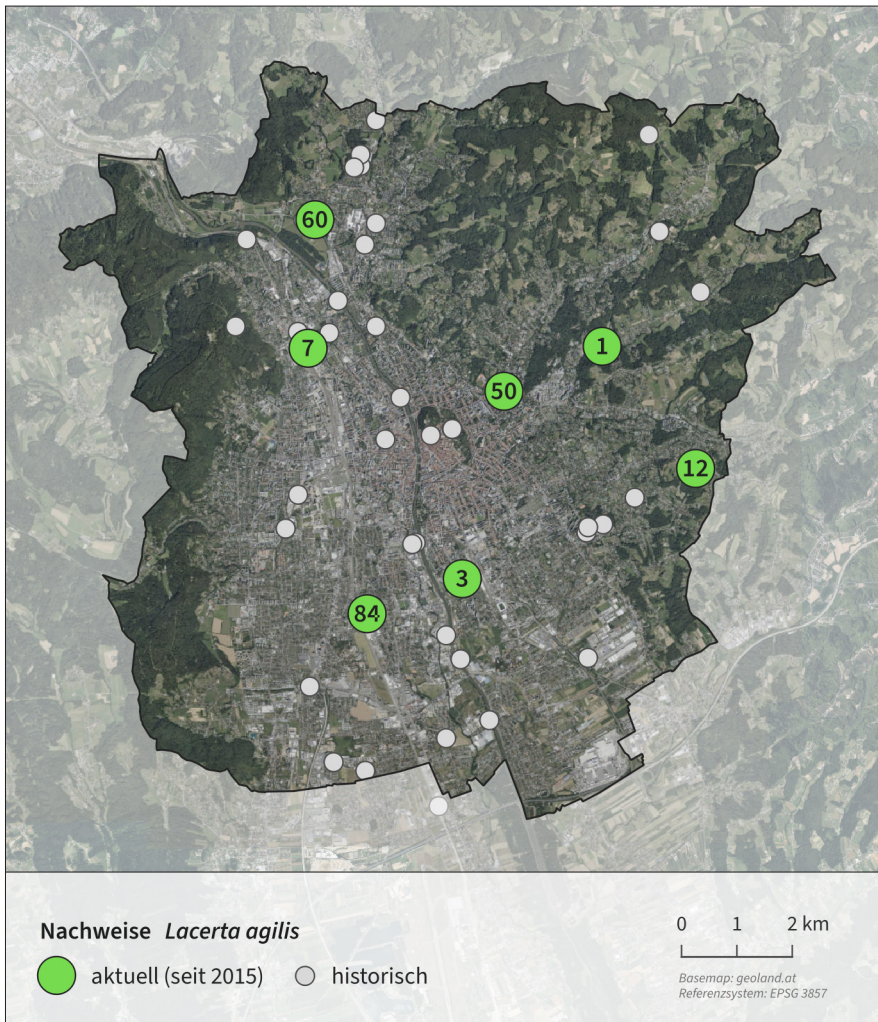 60
7
1
50
12
3
84
Nachweise Lacerta agilis
0 1 2 km
aktuell (seit 2015) historisch
Basemap: geoland.at
Referenzsystem: EPSG 3857